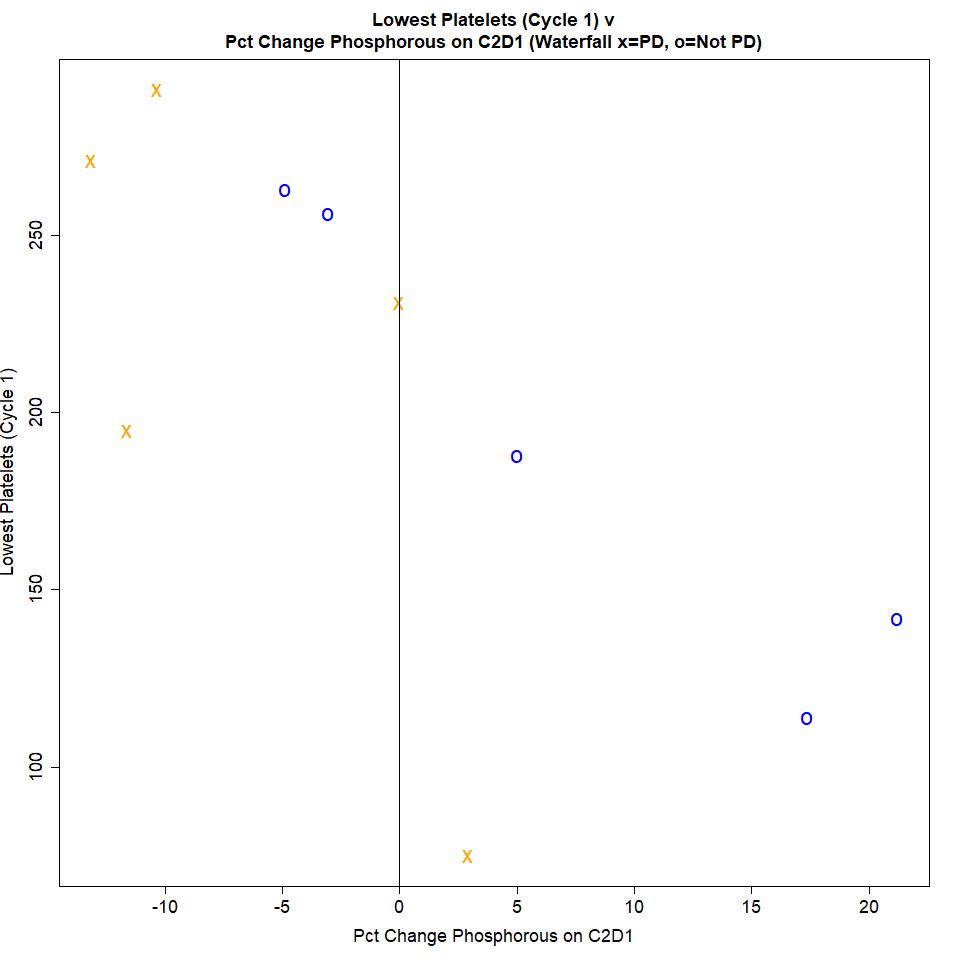 Lowest Platelets (Cycle 1) v
Pct Change Phosphorous on C2D1 (Waterfall x=PD, o=Not PD)
Lowest Platelets (Cycle 1)
250
200
150
100
x
x
o
o
x
x
o
o
o
x
-10
-5
0
5
10
15
20
Pct Change Phosphorous on C2D1